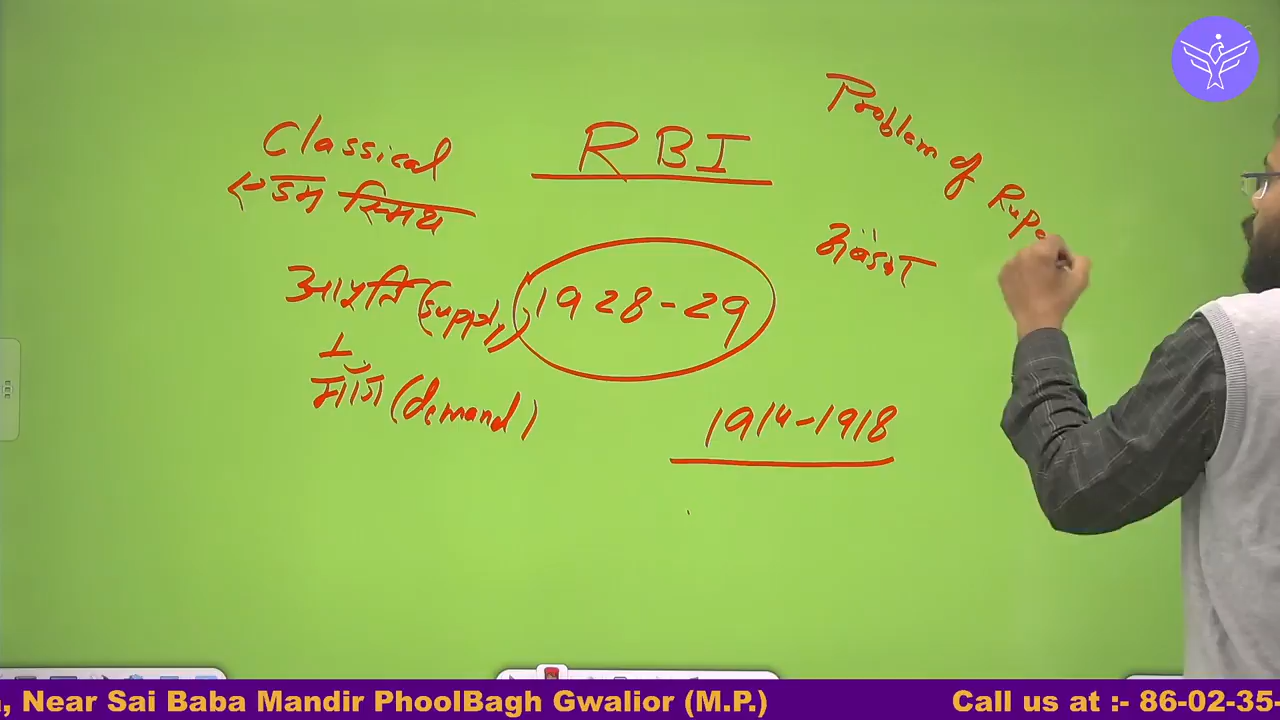 RBI
Classical
एडम स्मिथ
आपूर्ति (supply)
मांग (demand)
1928-29
1914-1918
Problem of Rupe
, Near Sai Baba Mandir PhoolBagh Gwalior (M.P.)
Call us at :- 86-02-35-